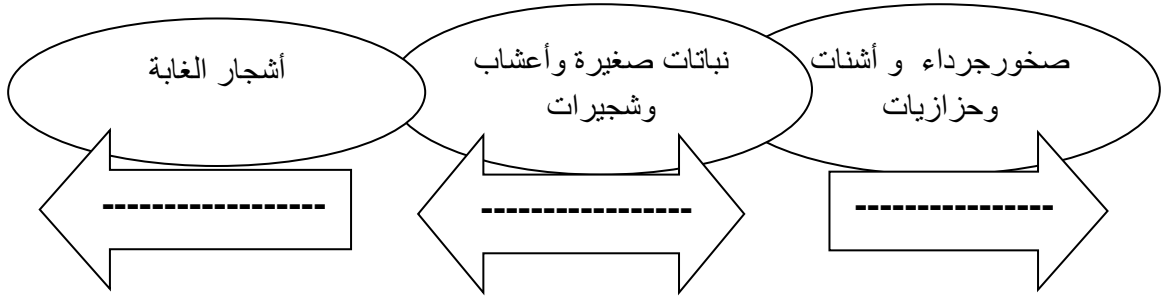 صخورجرداء و أشنات
وحزازيات
نباتات صغيرة وأعشاب
وشجيرات
أشجار الغابة
----------------
-----------------
------------------